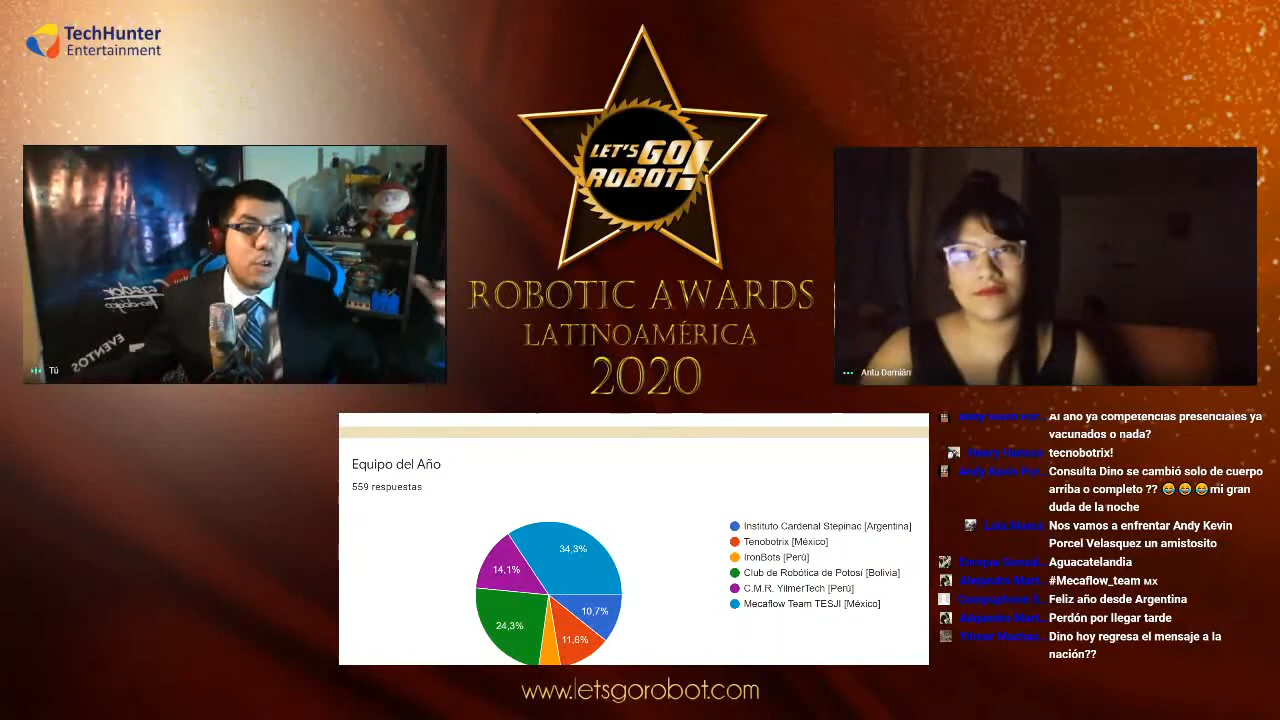 TechHunter
Entertainment
LET'S GO!
ROBOT
ROBOTIC AWARDS
LATINOAMÉRICA
2020
EVENTOS
Tú
Antu Damián
Equipo del Año
559 respuestas
34,3%
14,1%
10,7%
24,3%
11,6%
Instituto Cardenal Stepinac [Argentina]
Tenobotrix [México]
IronBots [Perú]
Club de Robótica de Potosí [Bolivia]
C.M.R. YilmerTech [Perú]
Mecaflow Team TESJI [México]
Al año ya competencias presenciales ya
vacunados o nada?
tecnobotrix!
Consulta Dino se cambió solo de cuerpo
arriba o completo ?? 😂 😂 😂 mi gran
duda de la noche
Nos vamos a enfrentar Andy Kevin
Porcel Velasquez un amistosito
Aguacatelandia
#Mecaflow_team MX
Feliz año desde Argentina
Perdón por llegar tarde
Dino hoy regresa el mensaje a la
nación??
www.letsgorobot.com